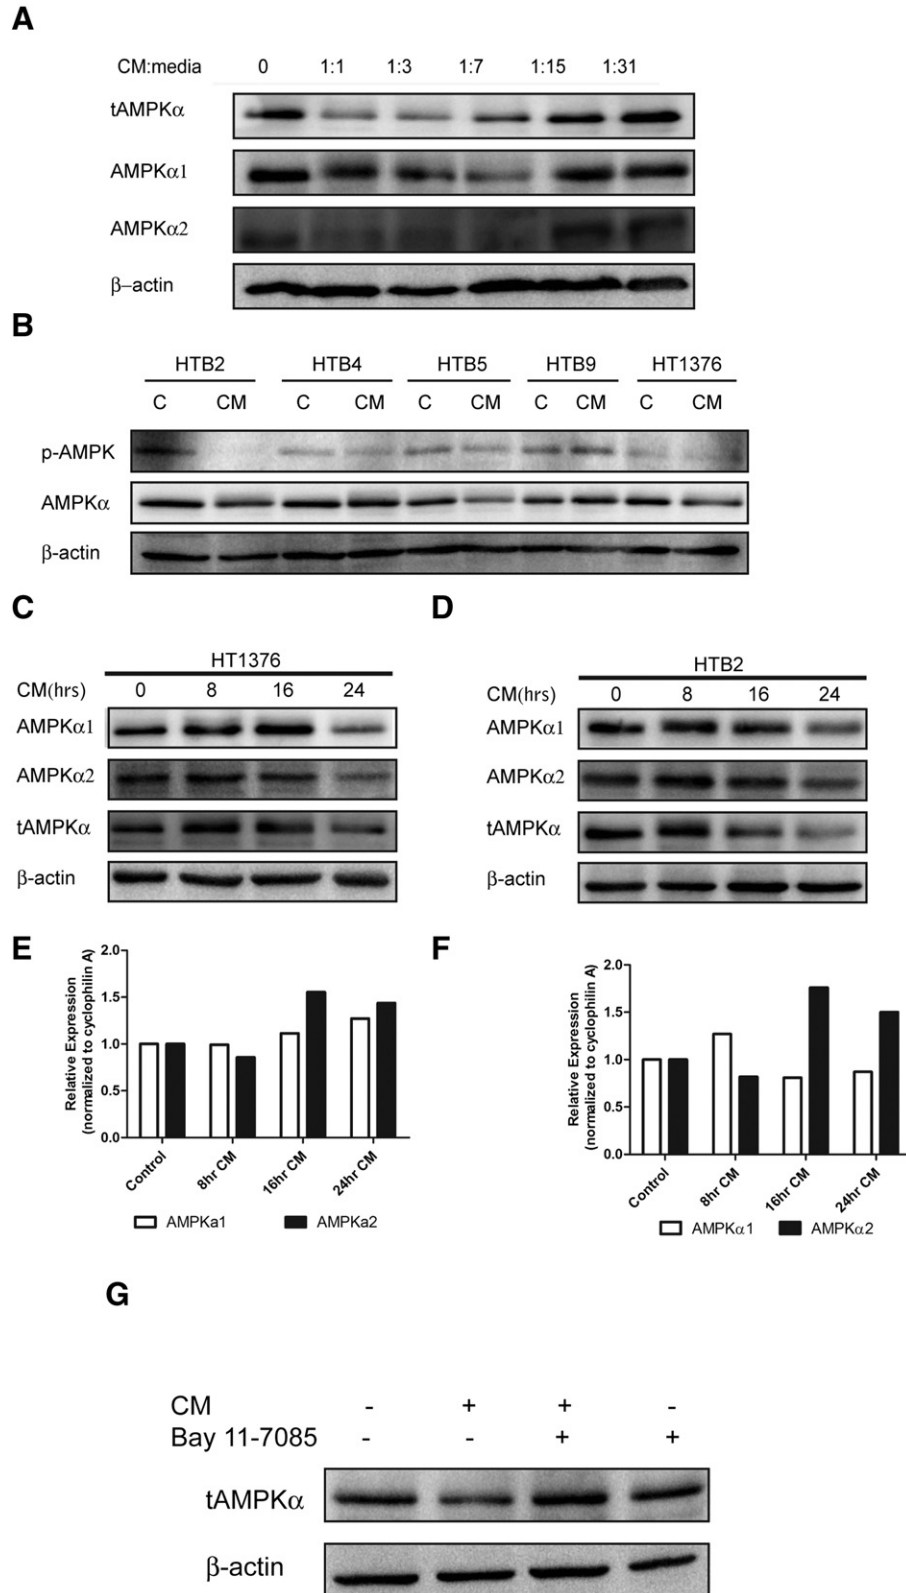 A
CM:media 0 1:1 1:3 1:7 1:15 1:31
tAMPKα
AMPKα1
AMPKα2
β-actin
B
HTB2 HTB4 HTB5 HTB9 HT1376
C CM C CM C CM C CM C CM
p-AMPK
AMPKα
β-actin
C
HT1376
CM(hrs) 0 8 16 24
AMPKα1
AMPKα2
tAMPKα
β-actin
D
HTB2
CM(hrs) 0 8 16 24
AMPKα1
AMPKα2
tAMPKα
β-actin
E
Relative Expression
(normalized to cyclophilin A)
2.0
1.5
1.0
0.5
0.0
Control 8hr CM 16hr CM 24hr CM
AMPKa1 AMPKa2
F
Relative Expression
(normalized to cyclophilin A)
2.0
1.5
1.0
0.5
0.0
Control 8hr CM 16hr CM 24hr CM
AMPKα1 AMPKα2
G
CM - + + -
Bay 11-7085 - - + +
tAMPKα
β-actin